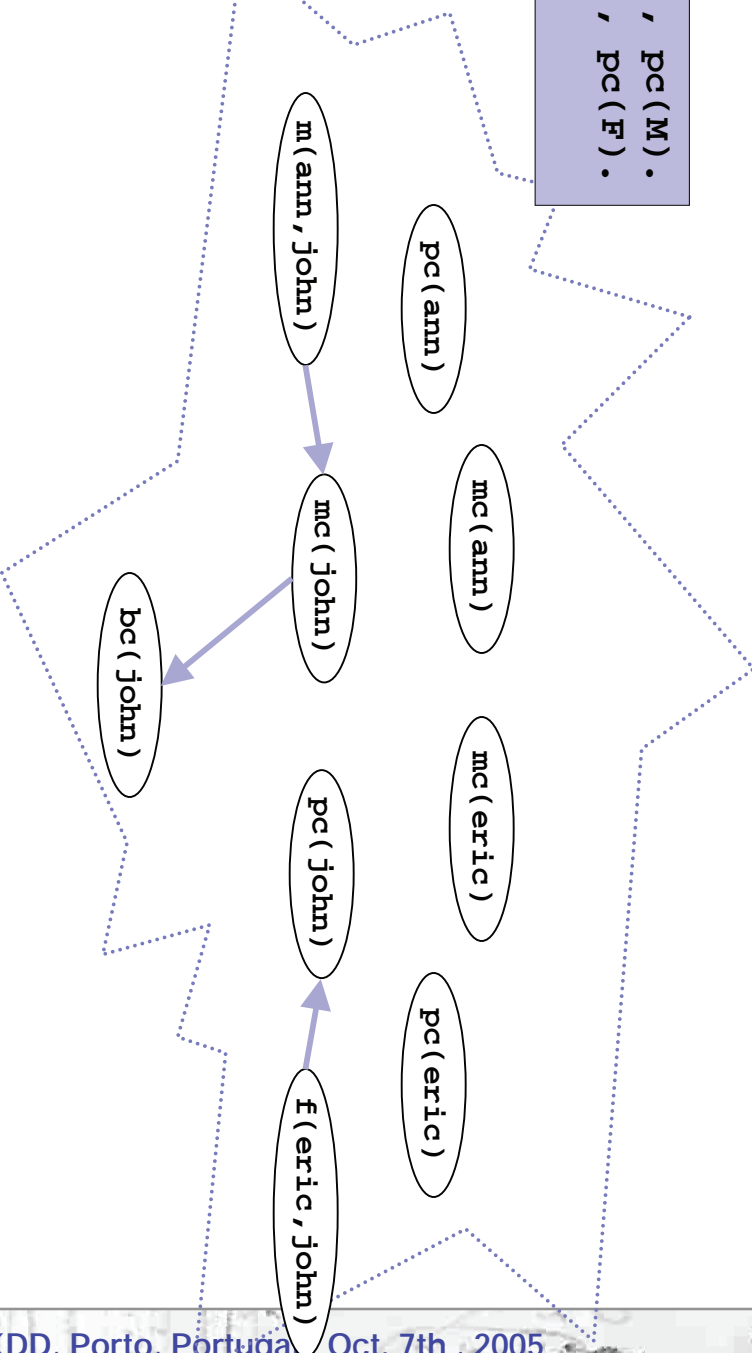 , pc(M).
, pc(F).
mc(ann)
mc(eric)
pc(ann)
pc(eric)
m(ann,john)
mc(john)
pc(john)
f(eric,john)
bc(john)
Porto, Oct. 7th , 2005